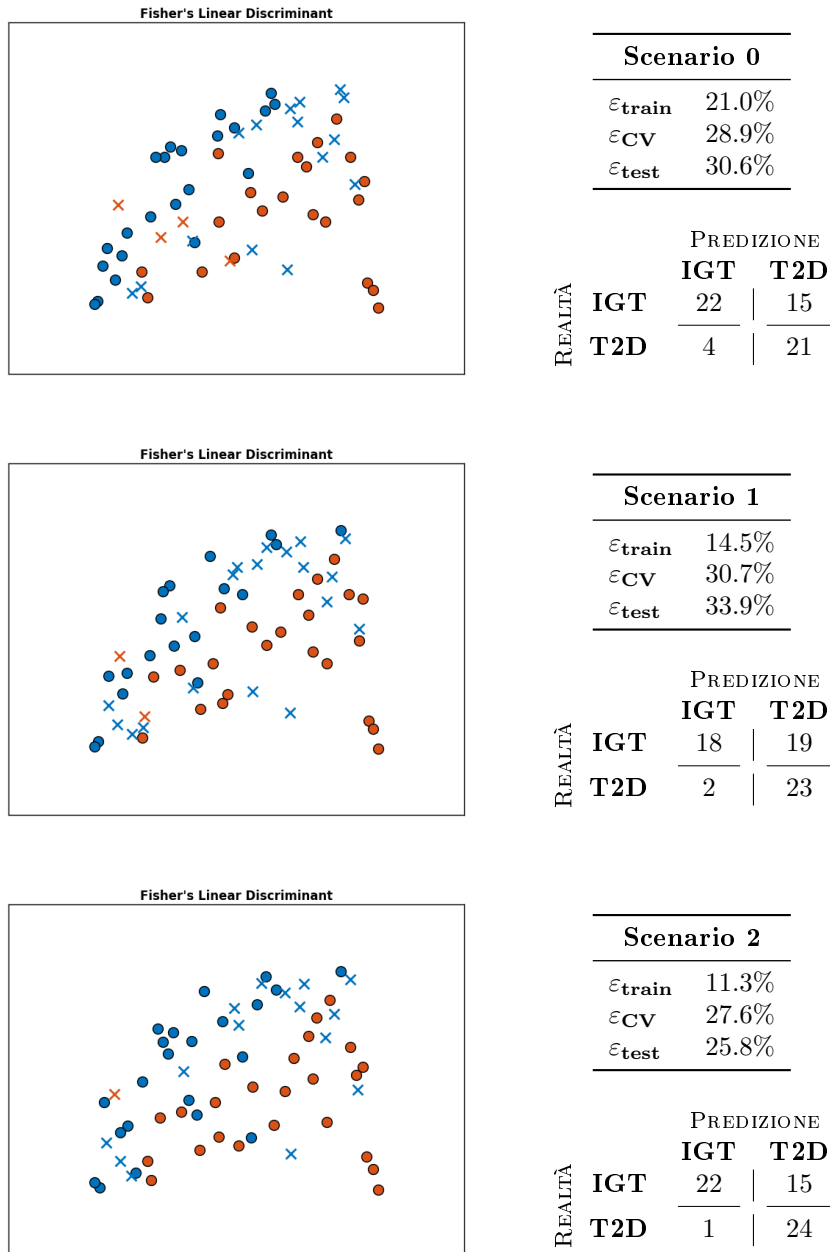 Fisher's Linear Discriminant
Scenario 0
εtrain 21.0%
εCV 28.9%
εtest 30.6%
PREDIZIONE
IGT T2D
REALTÀ
IGT 22 15
T2D 4 21
Fisher's Linear Discriminant
Scenario 1
εtrain 14.5%
εCV 30.7%
εtest 33.9%
PREDIZIONE
IGT T2D
REALTÀ
IGT 18 19
T2D 2 23
Fisher's Linear Discriminant
Scenario 2
εtrain 11.3%
εCV 27.6%
εtest 25.8%
PREDIZIONE
IGT T2D
REALTÀ
IGT 22 15
T2D 1 24